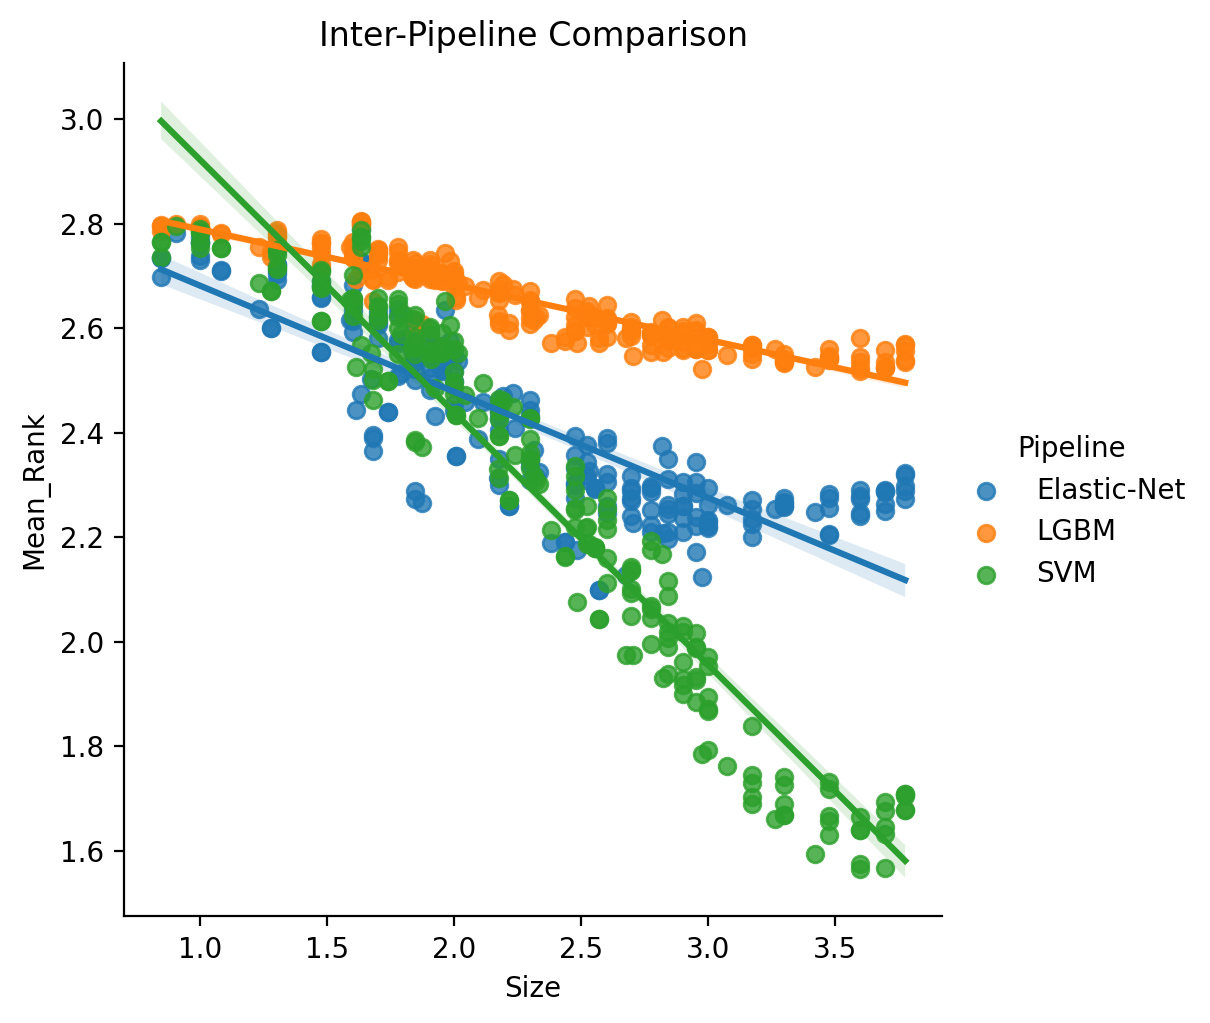 Inter-Pipeline Comparison
3.0
2.8
2.6
2.4
2.2
2.0
1.8
1.6
Mean_Rank
1.0 1.5 2.0 2.5 3.0 3.5
Size
Pipeline
Elastic-Net
LGBM
SVM